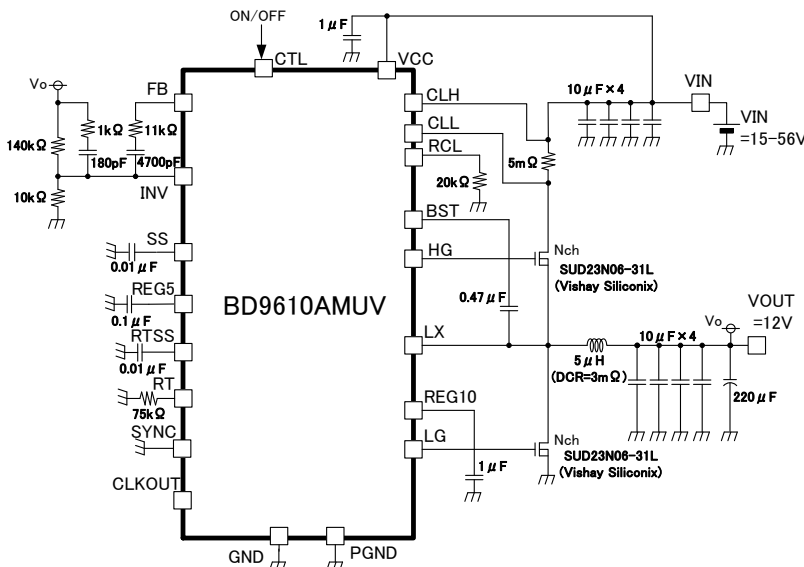 ON/OFF
1μF
CTL
VCC
Vo
FB
1kΩ
11kΩ
140kΩ
180pF
4700pF
10kΩ
INV
SS
0.01μF
REG5
0.1μF
RTSS
0.01μF
RT
75kΩ
SYNC
CLKOUT
GND
PGND
BD9610AMUV
CLH
CLL
RCL
20kΩ
BST
HG
0.47μF
LX
REG10
LG
1μF
10μF×4
VIN
VIN
=15-56V
5mΩ
Nch
SUD23N06-31L
(Vishay Siliconix)
5μH
(DCR=3mΩ)
10μF×4
Vo
VOUT
=12V
220μF
Nch
SUD23N06-31L
(Vishay Siliconix)